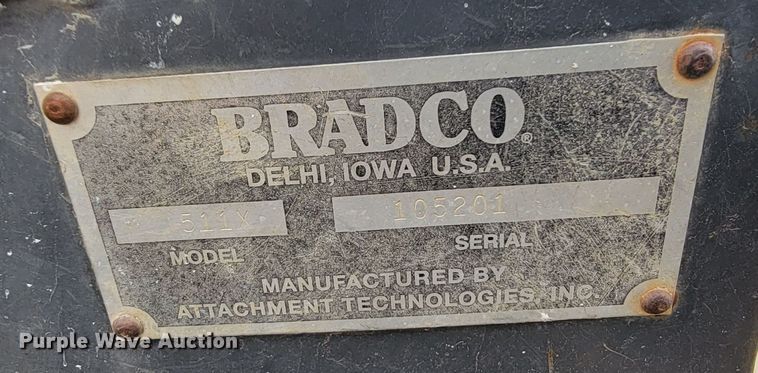 BRADCO®
DELHI, IOWA U.S.A.
511X 105201
MODEL SERIAL
MANUFACTURED BY
ATTACHMENT TECHNOLOGIES, INC.
Purple Wave Auction